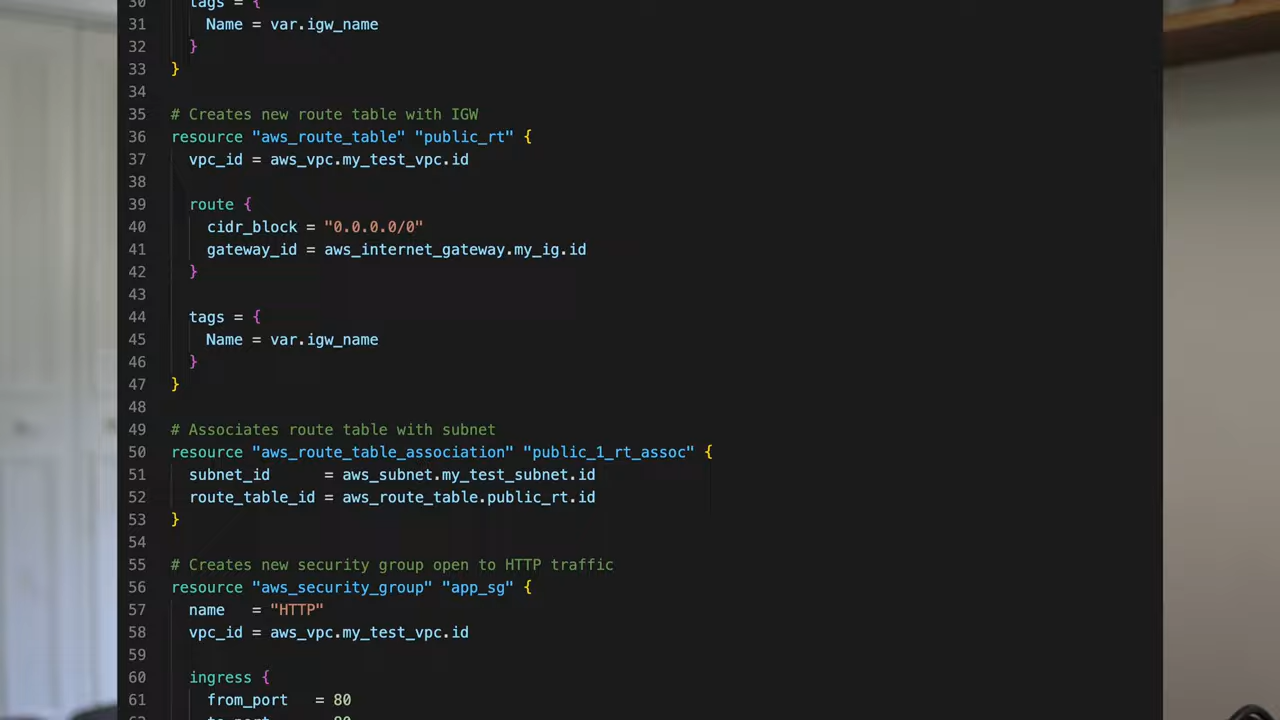 30 tags = {
31 Name = var.igw_name
32 }
33 }
34
35 # Creates new route table with IGW
36 resource "aws_route_table" "public_rt" {
37 vpc_id = aws_vpc.my_test_vpc.id
38
39 route {
40 cidr_block = "0.0.0.0/0"
41 gateway_id = aws_internet_gateway.my_ig.id
42 }
43
44 tags = {
45 Name = var.igw_name
46 }
47 }
48
49 # Associates route table with subnet
50 resource "aws_route_table_association" "public_1_rt_assoc" {
51 subnet_id = aws_subnet.my_test_subnet.id
52 route_table_id = aws_route_table.public_rt.id
53 }
54
55 # Creates new security group open to HTTP traffic
56 resource "aws_security_group" "app_sg" {
57 name = "HTTP"
58 vpc_id = aws_vpc.my_test_vpc.id
59
60 ingress {
61 from_port = 80
62 to_port = 80